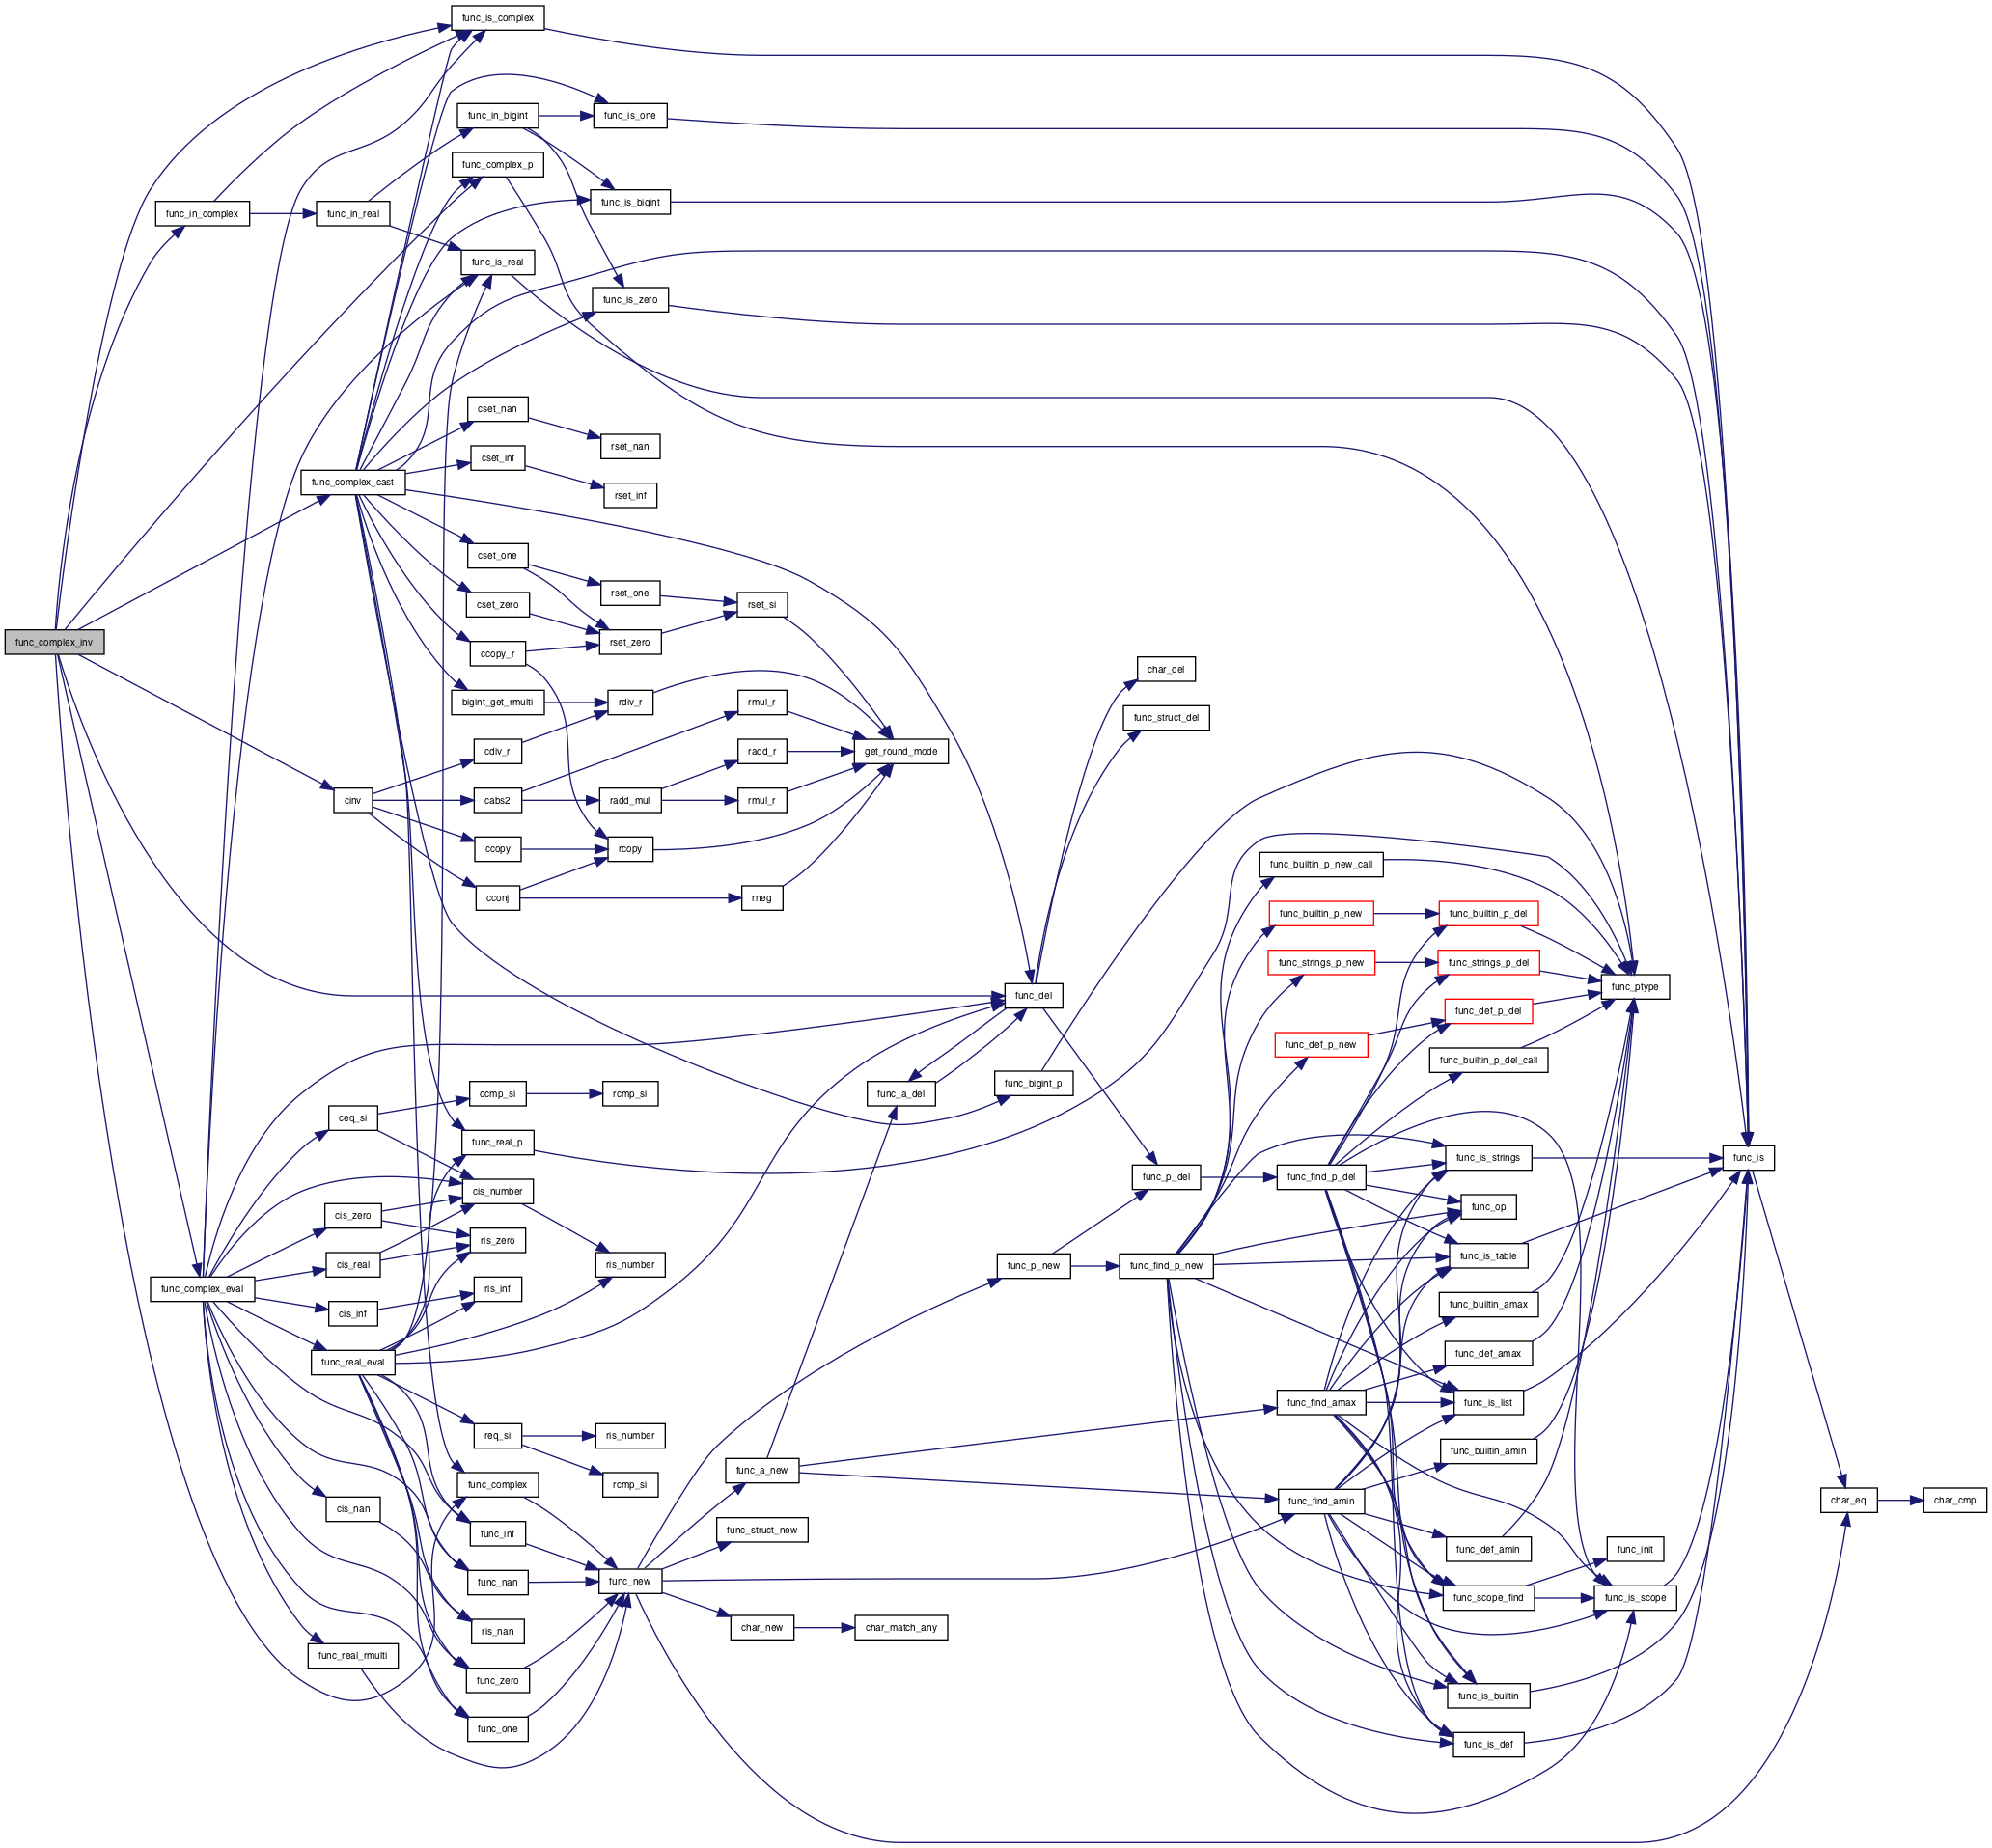 func_is_complex
func_in_bigint
func_is_one
func_complex_p
func_is_bigint
func_in_complex
func_in_real
func_is_real
func_is_zero
cset_nan
rset_nan
cset_inf
func_complex_cast
rset_inf
cset_one
rset_one
cset_zero
rset_si
func_complex_inv
rset_zero
ccopy_r
char_del
bigint_get_rmulti
rdiv_r
rmul_r
func_struct_del
cdiv_r
radd_r
get_round_mode
cinv
cabs2
radd_mul
rmul_r
ccopy
rcopy
func_builtin_p_new_call
cconj
rneg
func_builtin_p_new
func_builtin_p_del
func_strings_p_new
func_strings_p_del
func_ptype
func_del
func_def_p_del
func_def_p_new
func_builtin_p_del_call
func_bigint_p
ccmp_si
rcmp_si
func_a_del
ceq_si
func_real_p
func_is_strings
func_is
func_p_del
func_find_p_del
cis_number
func_op
cis_zero
ris_zero
func_is_table
cis_real
ris_number
func_p_new
func_find_p_new
func_complex_eval
ris_inf
func_builtin_amax
cis_inf
func_def_amax
func_real_eval
func_find_amax
func_is_list
req_si
ris_number
func_builtin_amin
func_a_new
func_complex
rcmp_si
func_find_amin
char_eq
char_cmp
cis_nan
func_struct_new
func_inf
func_def_amin
func_init
func_nan
func_new
func_scope_find
func_is_scope
ris_nan
char_new
char_match_any
func_real_rmulti
func_zero
func_is_builtin
func_one
func_is_def